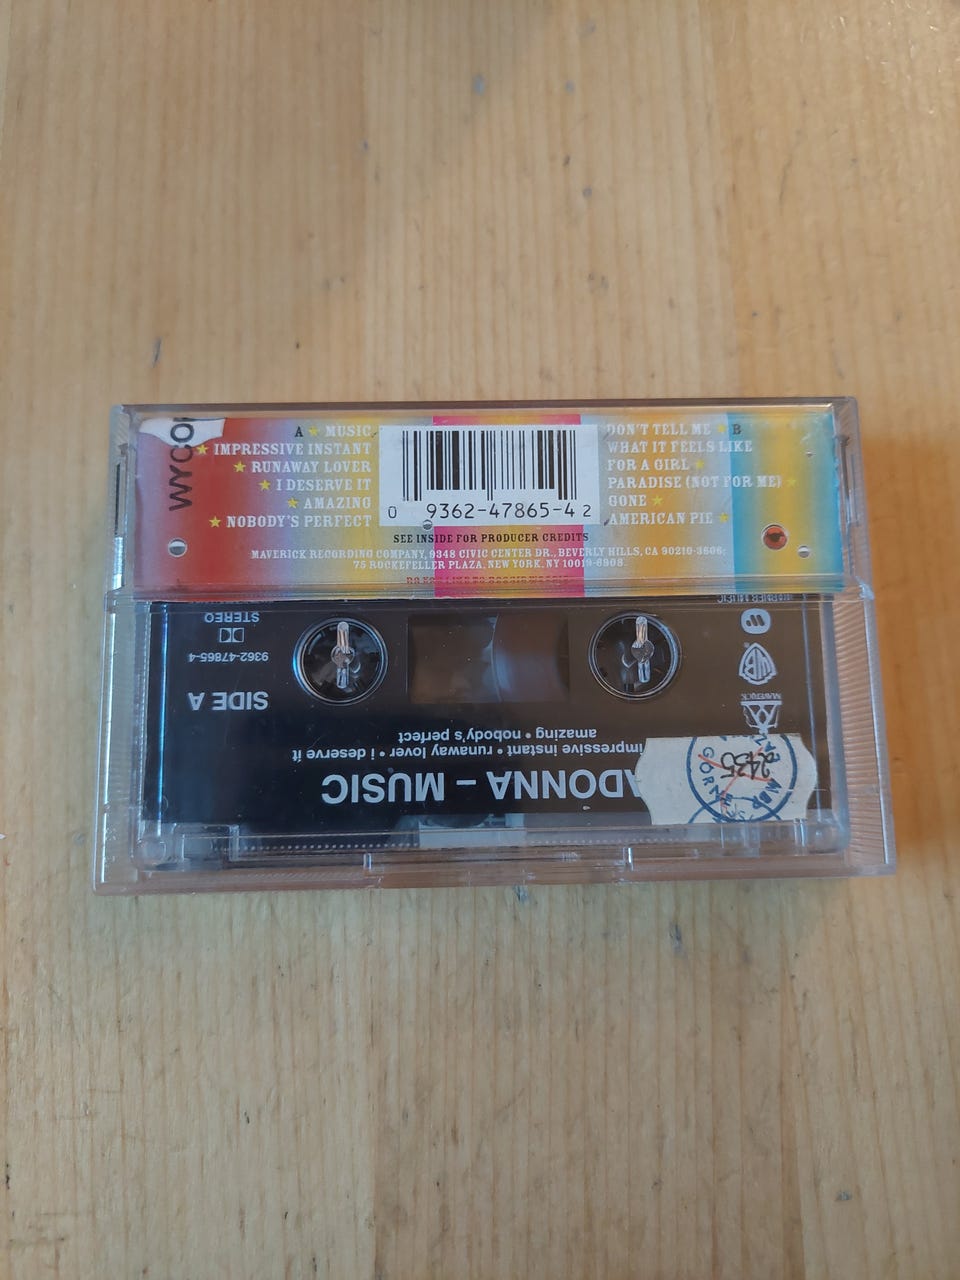 WYCO
A ★ MUSIC
★ IMPRESSIVE INSTANT
★ RUNAWAY LOVER
★ I DESERVE IT
★ AMAZING
★ NOBODY'S PERFECT
0 9362-47865-4 2
DON'T TELL ME ★ B
WHAT IT FEELS LIKE
FOR A GIRL ★
PARADISE (NOT FOR ME) ★
GONE ★
AMERICAN PIE ★
SEE INSIDE FOR PRODUCER CREDITS
MAVERICK RECORDING COMPANY, 9348 CIVIC CENTER DR., BEVERLY HILLS, CA 90210-3606;
75 ROCKEFELLER PLAZA, NEW YORK, NY 10019-6908.
ADONNA – MUSIC
impressive instant • runaway lover • i deserve it
amazing • nobody's perfect
SIDE A
9362-47865-4
STEREO
MAVERICK
WB
2435